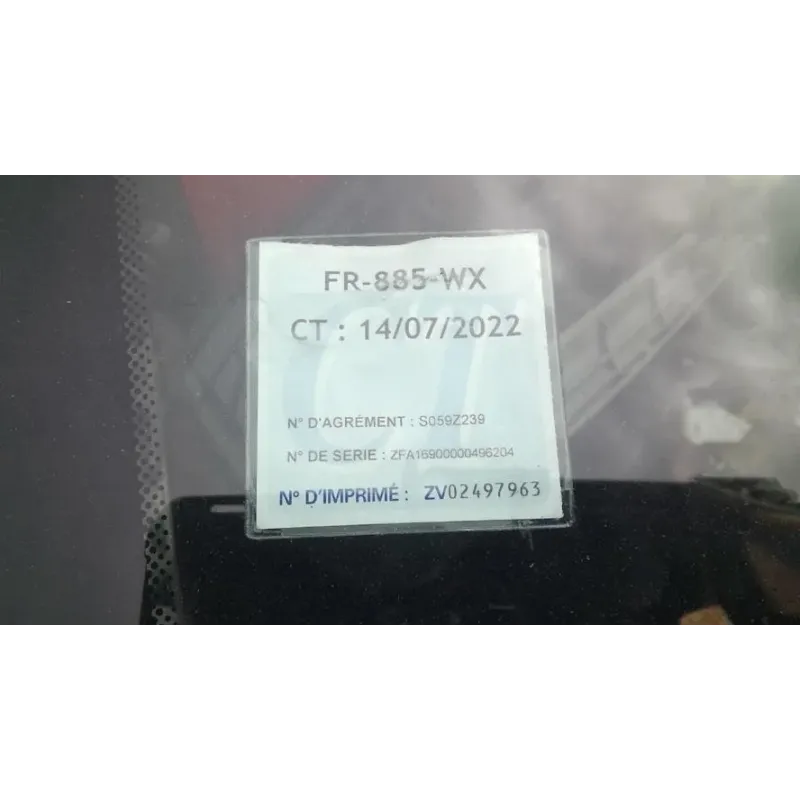 FR-885-WX
CT : 14/07/2022
N° D'AGRÉMENT : S059Z239
N° DE SERIE : ZFA16900000496204
N° D'IMPRIMÉ : ZV02497963